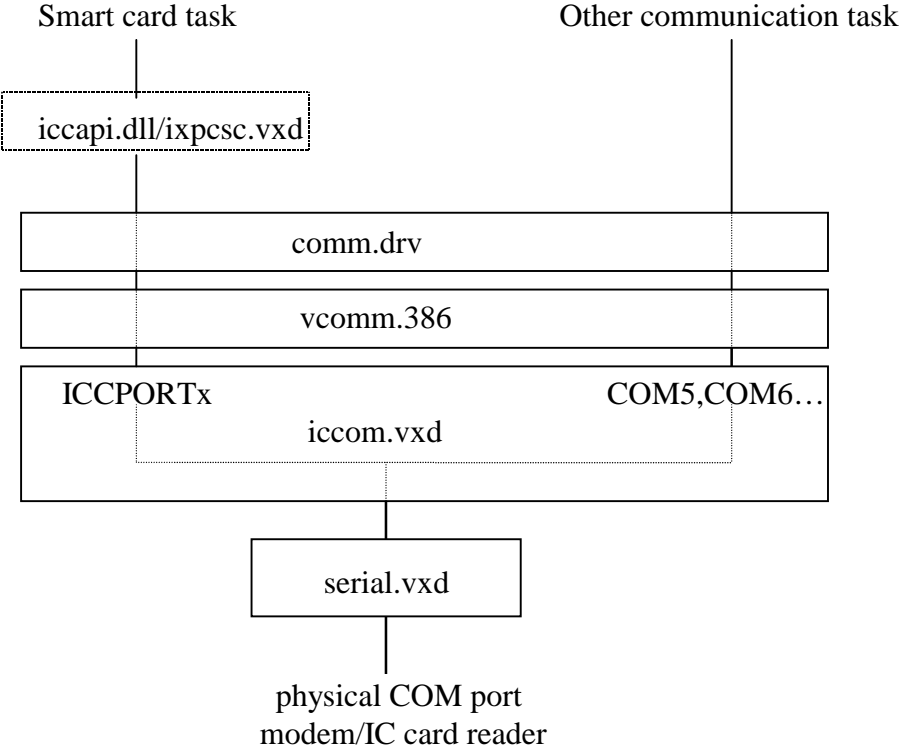 Smart card task
Other communication task
iccapi.dll/ixpcsc.vxd
comm.drv
vcomm.386
ICCPORTx
COM5,COM6…
iccom.vxd
serial.vxd
physical COM port
modem/IC card reader